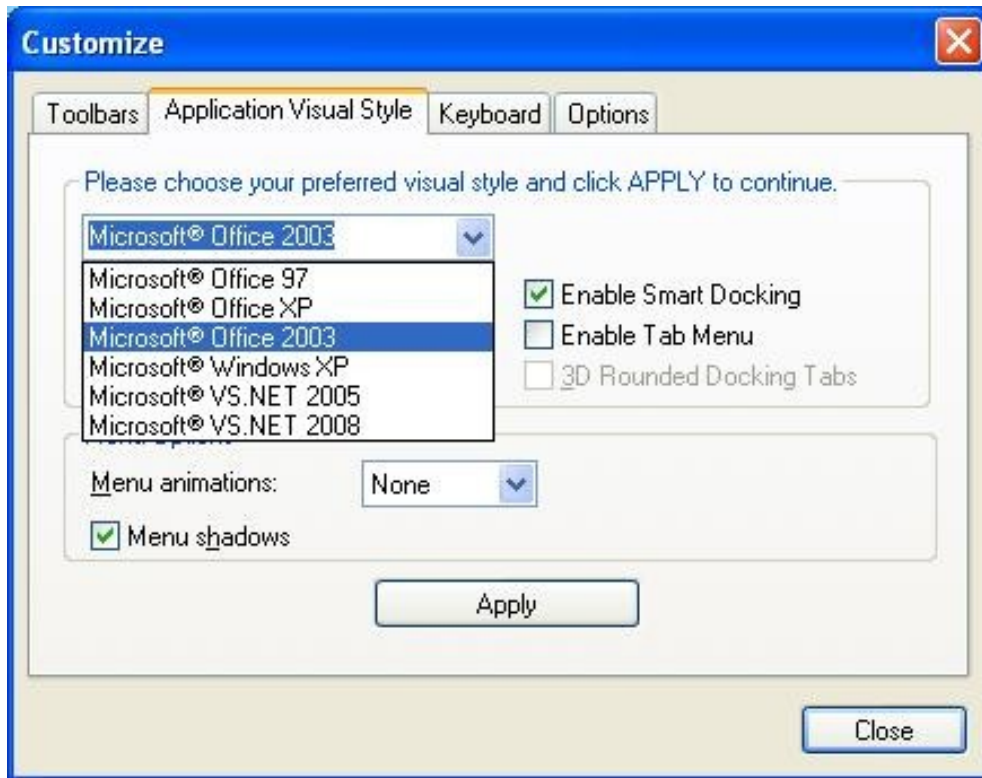 Customize
Toolbars Application Visual Style Keyboard Options
Please choose your preferred visual style and click APPLY to continue.
Microsoft® Office 2003
Microsoft® Office 97
Microsoft® Office XP
Microsoft® Office 2003
Microsoft® Windows XP
Microsoft® VS.NET 2005
Microsoft® VS.NET 2008
Enable Smart Docking
Enable Tab Menu
3D Rounded Docking Tabs
Menu animations: None
Menu shadows
Apply
Close